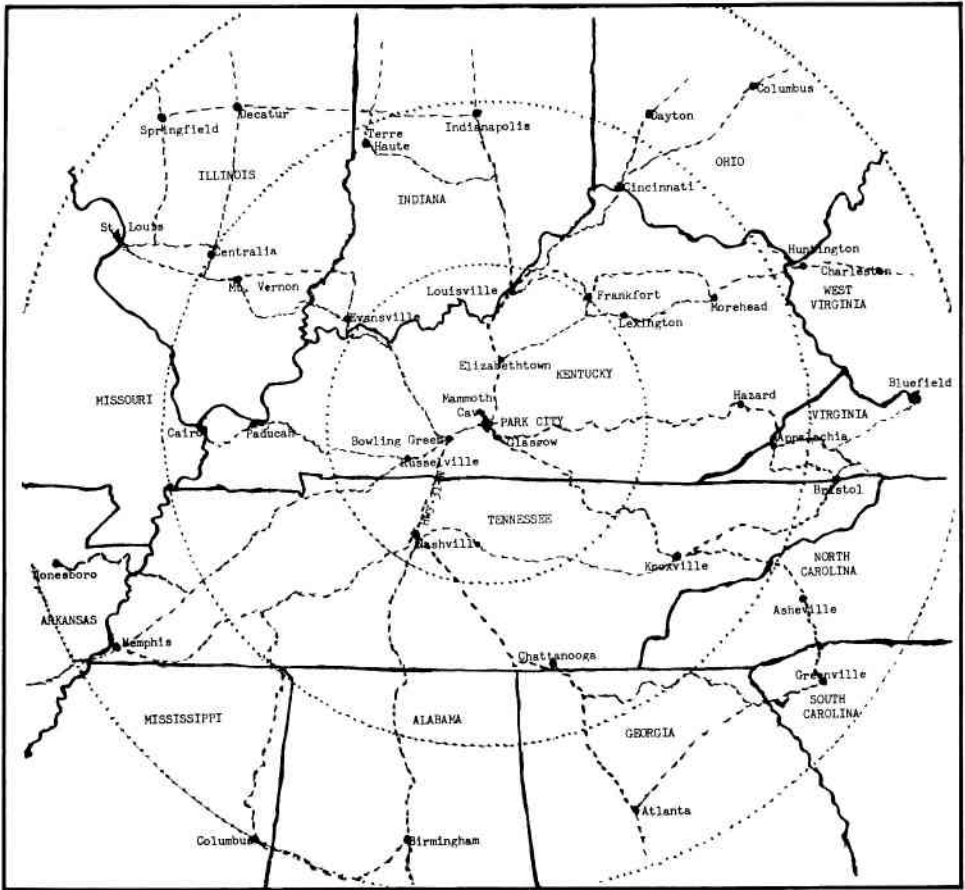 Columbus
Decatur
Springfield
Indianapolis
Dayton
Terre
Haute
OHIO
ILLINOIS
Cincinnati
INDIANA
St. Louis
Huntington
Centralia
Charleston
Mt. Vernon
Louisville
Frankfort
Morehead
WEST
VIRGINIA
Evansville
Lexington
Elizabethtown
KENTUCKY
Bluefield
MISSOURI
Mammoth
Cave
Hazard
VIRGINIA
PARK CITY
Cairo
Paducah
Bowling Green
Glasgow
Appalachia
Russelville
Bristol
TENNESSEE
Nashville
Knoxville
NORTH
CAROLINA
Jonesboro
Asheville
ARKANSAS
Memphis
Chattanooga
Greenville
SOUTH
CAROLINA
MISSISSIPPI
ALABAMA
GEORGIA
Atlanta
Columbus
Birmingham